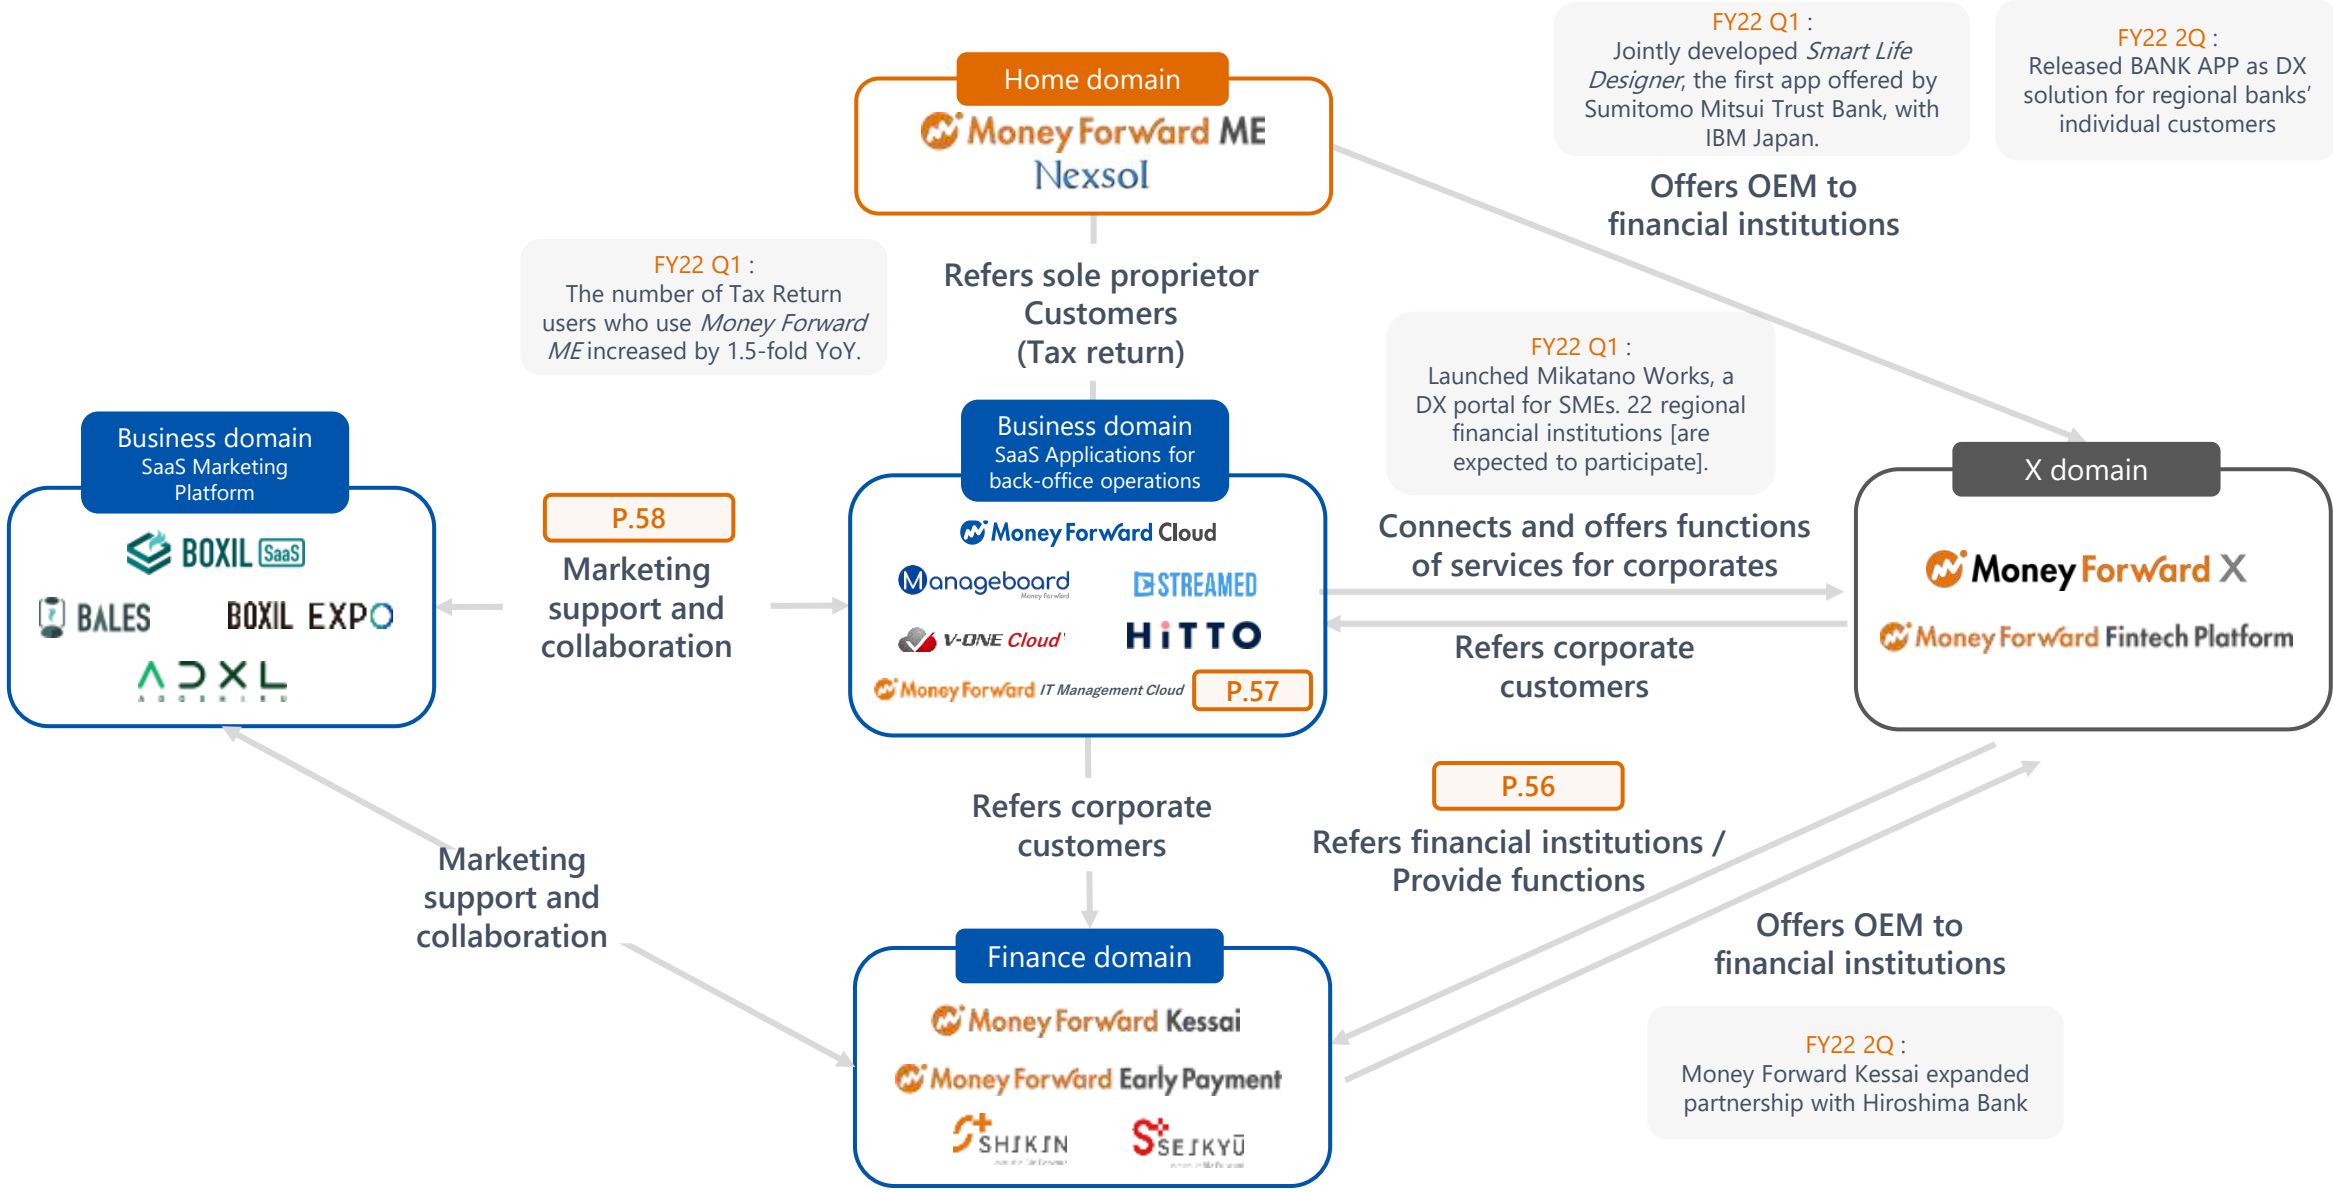 FY22 Q1 :
Jointly developed Smart Life
Designer, the first app offered by
Sumitomo Mitsui Trust Bank, with
IBM Japan.
FY22 2Q :
Released BANK APP as DX
solution for regional banks’
individual customers
Home domain
Money Forward ME
Nexsol
Offers OEM to
financial institutions
FY22 Q1 :
The number of Tax Return
users who use Money Forward
ME increased by 1.5-fold YoY.
Refers sole proprietor
Customers
(Tax return)
FY22 Q1 :
Launched Mikatano Works, a
DX portal for SMEs. 22 regional
financial institutions [are
expected to participate].
Business domain
SaaS Marketing
Platform
BOXIL SaaS
BALES
BOXIL EXPO
ADXL
P.58
Marketing
support and
collaboration
Business domain
SaaS Applications for
back-office operations
Money Forward Cloud
Manageboard
Money Forward
STREAMED
V-ONE Cloud
HiTTO
Money Forward IT Management Cloud
P.57
Connects and offers functions
of services for corporates
Refers corporate
customers
X domain
Money Forward X
Money Forward Fintech Platform
Refers corporate
customers
P.56
Refers financial institutions /
Provide functions
Marketing
support and
collaboration
Offers OEM to
financial institutions
Finance domain
Money Forward Kessai
Money Forward Early Payment
SHIKIN
SEIKYŪ
FY22 2Q :
Money Forward Kessai expanded
partnership with Hiroshima Bank